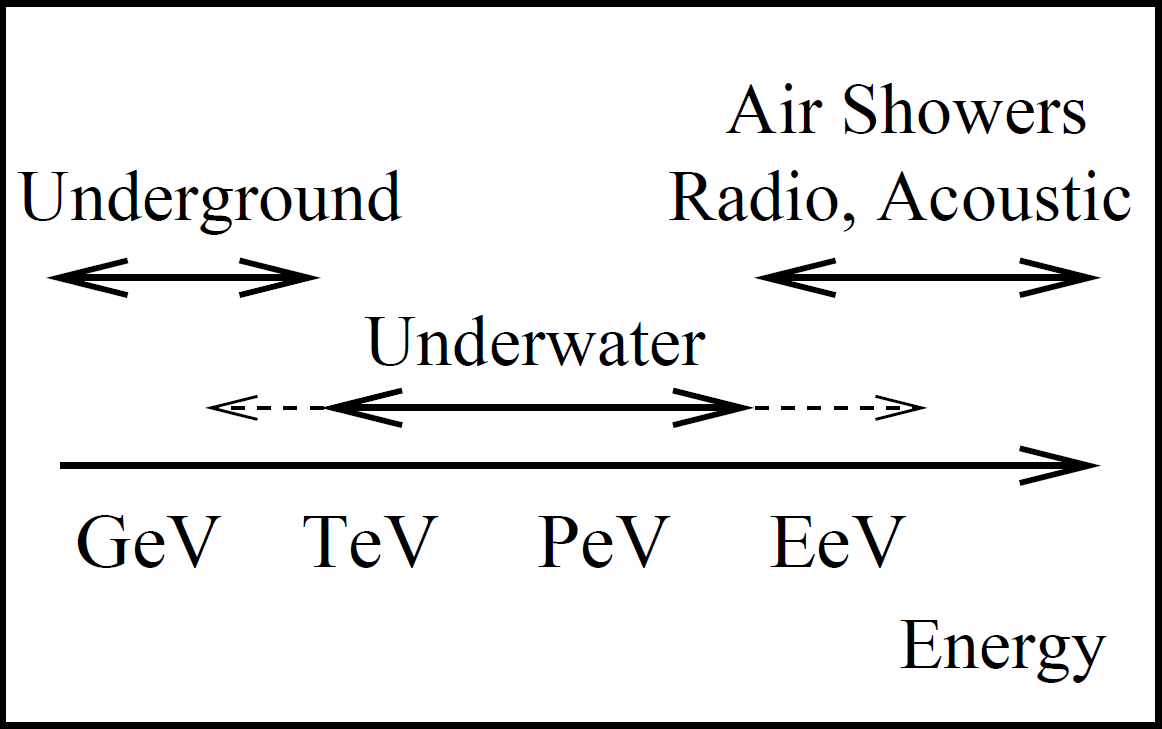 Air Showers
Underground
Radio, Acoustic
Underwater
GeV TeV PeV EeV
Energy